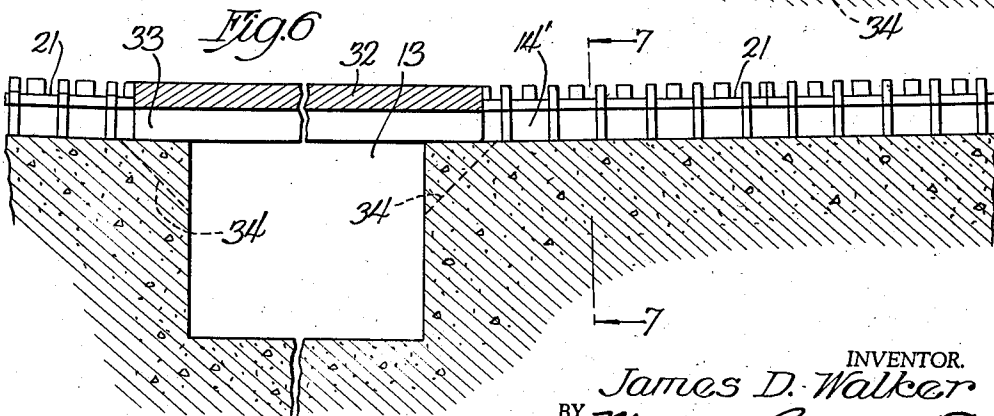 34
Fig.6
21 33 32 13 14' 7 21
34 34
7
INVENTOR.
James D. Walker
BY